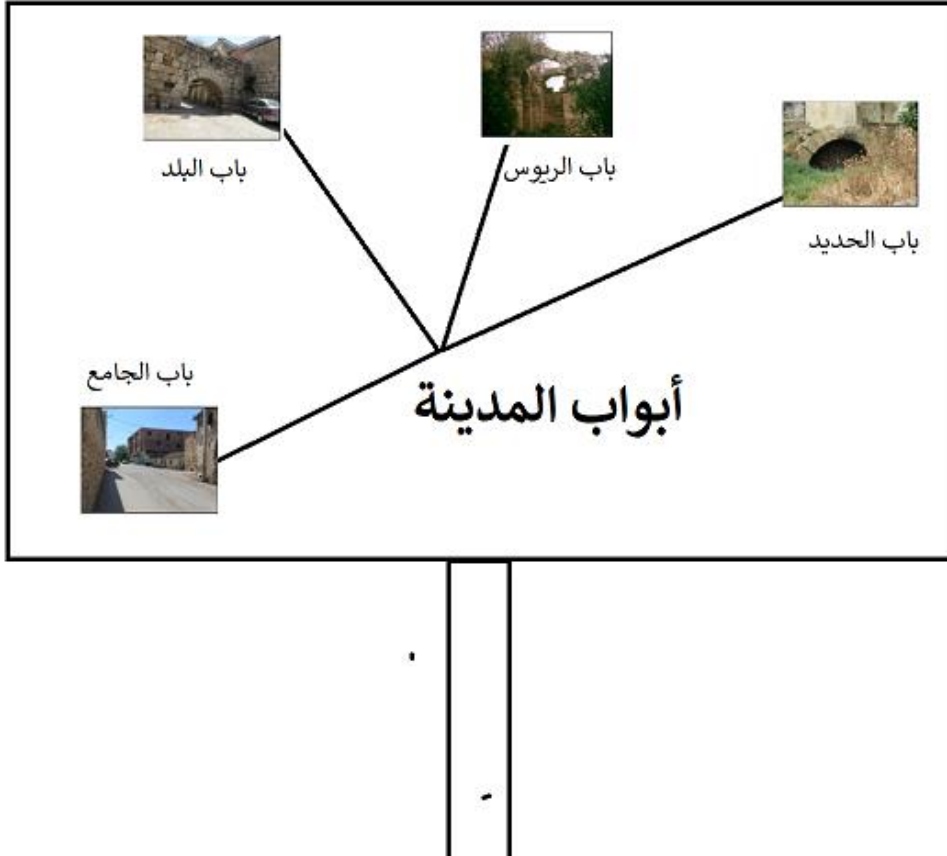 باب البلد
باب الريوس
باب الحديد
باب الجامع
أبواب المدينة